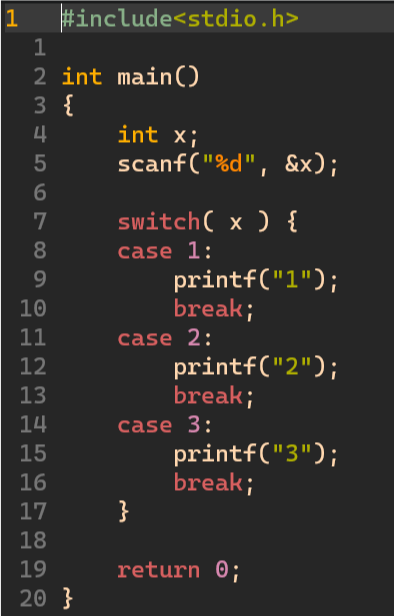 1 #include<stdio.h>
1
2 int main()
3 {
4     int x;
5     scanf("%d", &x);
6
7     switch( x ) {
8     case 1:
9         printf("1");
10         break;
11     case 2:
12         printf("2");
13         break;
14     case 3:
15         printf("3");
16         break;
17     }
18
19     return 0;
20 }